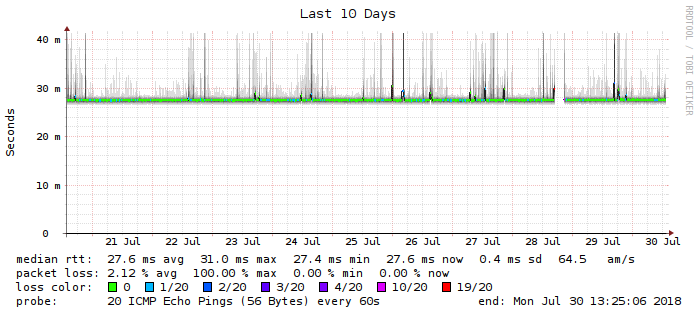 Last 10 Days
RRDTOOL / TOBI OETIKER
Seconds
40 m
30 m
20 m
10 m
0
21 Jul 22 Jul 23 Jul 24 Jul 25 Jul 26 Jul 27 Jul 28 Jul 29 Jul 30 Jul
median rtt: 27.6 ms avg 31.0 ms max 27.4 ms min 27.6 ms now 0.4 ms sd 64.5 am/s
packet loss: 2.12 % avg 100.00 % max 0.00 % min 0.00 % now
loss color: 0 1/20 2/20 3/20 4/20 10/20 19/20
probe: 20 ICMP Echo Pings (56 Bytes) every 60s end: Mon Jul 30 13:25:06 2018